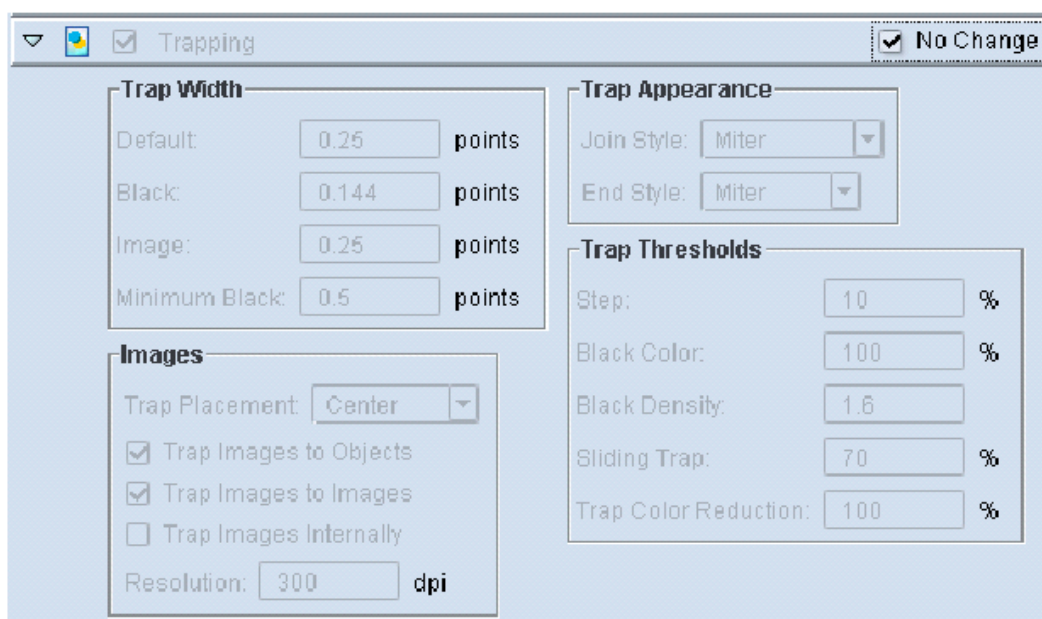 Trapping
No Change
Trap Width
Default: 0.25 points
Black: 0.144 points
Image: 0.25 points
Minimum Black: 0.5 points
Images
Trap Placement: Center
Trap Images to Objects
Trap Images to Images
Trap Images Internally
Resolution: 300 dpi
Trap Appearance
Join Style: Miter
End Style: Miter
Trap Thresholds
Step: 10 %
Black Color: 100 %
Black Density: 1.6
Sliding Trap: 70 %
Trap Color Reduction: 100 %